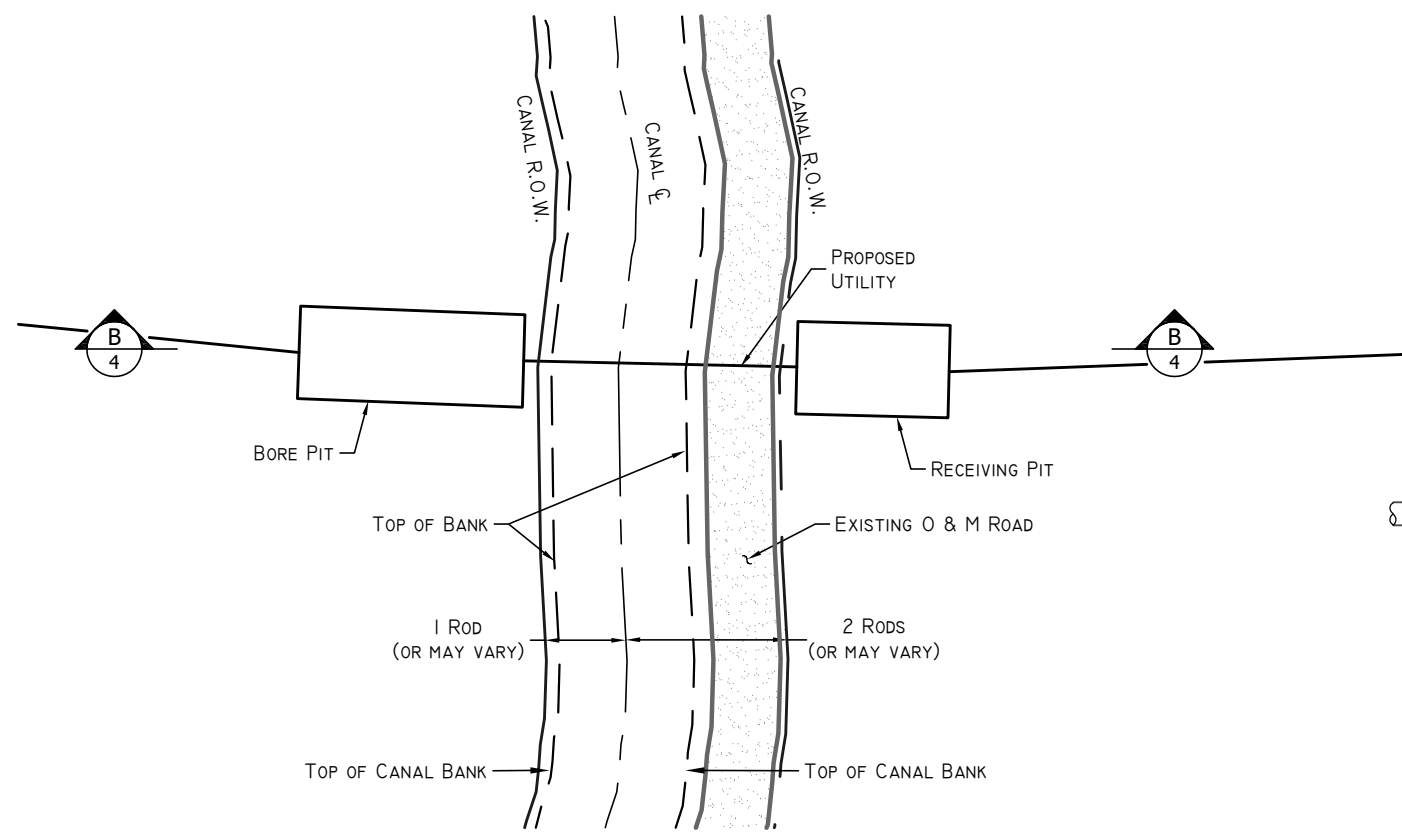 CANAL R.O.W.
CANAL ℄
CANAL R.O.W.
PROPOSED
UTILITY
B
4
B
4
BORE PIT
RECEIVING PIT
TOP OF BANK
EXISTING O & M ROAD
1 ROD
(OR MAY VARY)
2 RODS
(OR MAY VARY)
TOP OF CANAL BANK
TOP OF CANAL BANK